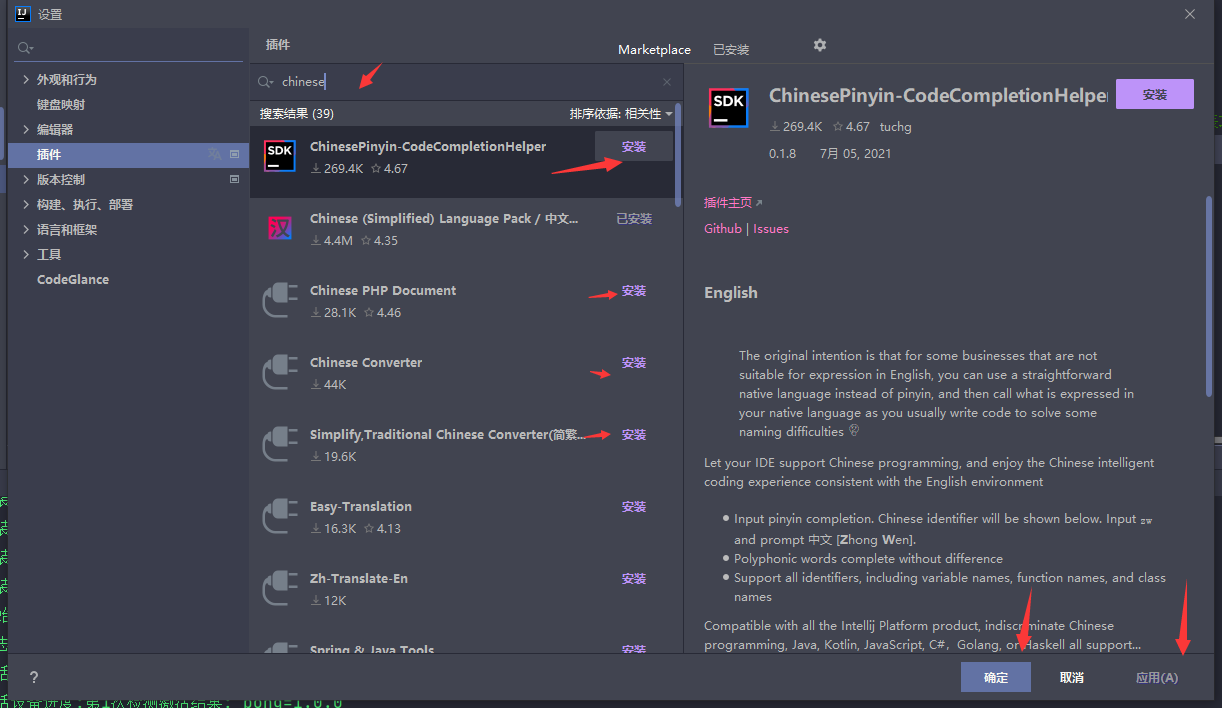 设置
插件
Marketplace 已安装
外观和行为
键盘映射
编辑器
插件
版本控制
构建、执行、部署
语言和框架
工具
CodeGlance
chinese
搜索结果 (39) 排序依据: 相关性
SDK
ChinesePinyin-CodeCompletionHelper
安装
269.4K 4.67
汉
Chinese (Simplified) Language Pack / 中文...
已安装
4.4M 4.35
Chinese PHP Document
安装
28.1K 4.46
Chinese Converter
安装
44K
Simplify,Traditional Chinese Converter(简繁...
安装
19.6K
Easy-Translation
安装
16.3K 4.13
Zh-Translate-En
安装
12K
Spring & Java Tools
安装
SDK
ChinesePinyin-CodeCompletionHelper
安装
269.4K 4.67 tuchg
0.1.8 7月 05, 2021
插件主页
Github | Issues
English
The original intention is that for some businesses that are not
suitable for expression in English, you can use a straightforward
native language instead of pinyin, and then call what is expressed in
your native language as you usually write code to solve some
naming difficulties
Let your IDE support Chinese programming, and enjoy the Chinese intelligent
coding experience consistent with the English environment
Input pinyin completion. Chinese identifier will be shown below. Input zw
and prompt 中文 [Zhong Wen].
Polyphonic words complete without difference
Support all identifiers, including variable names, function names, and class
names
Compatible with all the Intellij Platform product, indiscriminate Chinese
programming, Java, Kotlin, JavaScript, C#, Golang, or Haskell all support...
?
确定 取消 应用(A)
pong=1.0.0